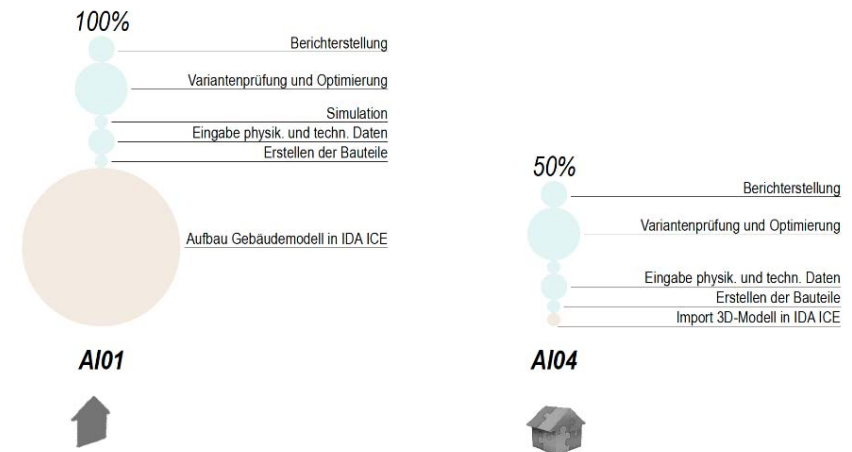 100%
Berichterstellung
Variantenprüfung und Optimierung
Simulation
Eingabe physik. und techn. Daten
Erstellen der Bauteile
Aufbau Gebäudemodell in IDA ICE
AI01
50%
Berichterstellung
Variantenprüfung und Optimierung
Eingabe physik. und techn. Daten
Erstellen der Bauteile
Import 3D-Modell in IDA ICE
AI04